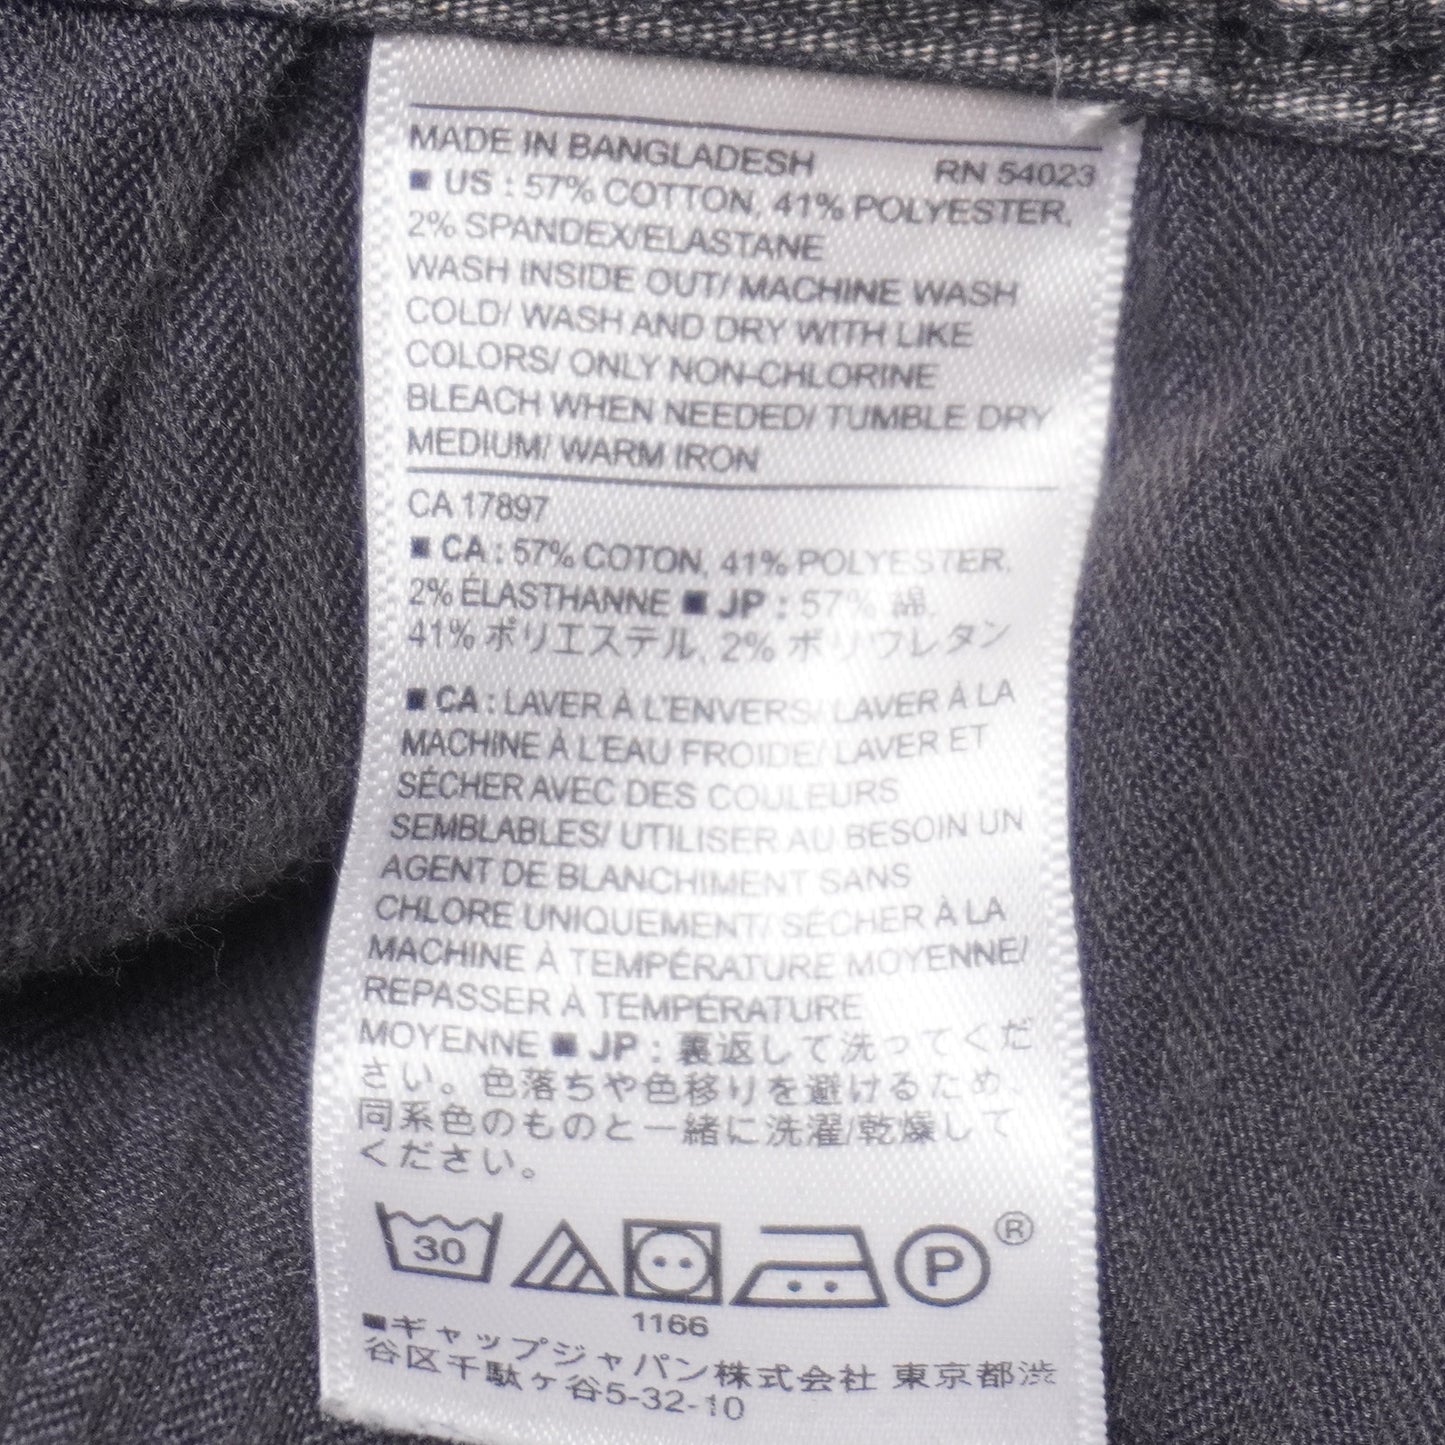 MADE IN BANGLADESH RN 54023
■ US : 57% COTTON, 41% POLYESTER,
2% SPANDEX/ELASTANE
WASH INSIDE OUT/ MACHINE WASH
COLD/ WASH AND DRY WITH LIKE
COLORS/ ONLY NON-CHLORINE
BLEACH WHEN NEEDED/ TUMBLE DRY
MEDIUM/ WARM IRON
CA 17897
■ CA : 57% COTON, 41% POLYESTER,
2% ÉLASTHANNE ■ JP : 57% 綿,
41% ポリエステル, 2% ポリウレタン
■ CA : LAVER À L'ENVERS/ LAVER À LA
MACHINE À L'EAU FROIDE/ LAVER ET
SÉCHER AVEC DES COULEURS
SEMBLABLES/ UTILISER AU BESOIN UN
AGENT DE BLANCHIMENT SANS
CHLORE UNIQUEMENT/ SÉCHER À LA
MACHINE À TEMPÉRATURE MOYENNE/
REPASSER À TEMPÉRATURE
MOYENNE ■ JP : 裏返して洗ってくだ
さい。色落ちや色移りを避けるため、
同系色のものと一緒に洗濯/乾燥して
ください。
30 P ®
1166
■ギャップジャパン株式会社 東京都渋
谷区千駄ヶ谷5-32-10